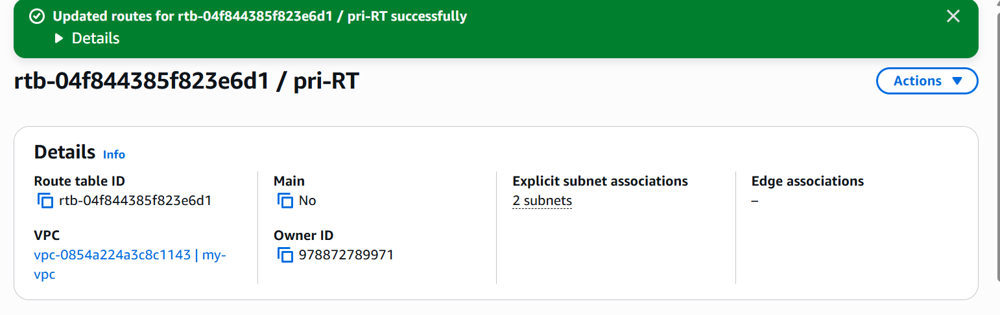 Updated routes for rtb-04f844385f823e6d1 / pri-RT successfully
Details
rtb-04f844385f823e6d1 / pri-RT
Actions
Details Info
Route table ID
rtb-04f844385f823e6d1
Main
No
Explicit subnet associations
2 subnets
Edge associations
–
VPC
vpc-0854a224a3c8c1143 | my-
vpc
Owner ID
978872789971